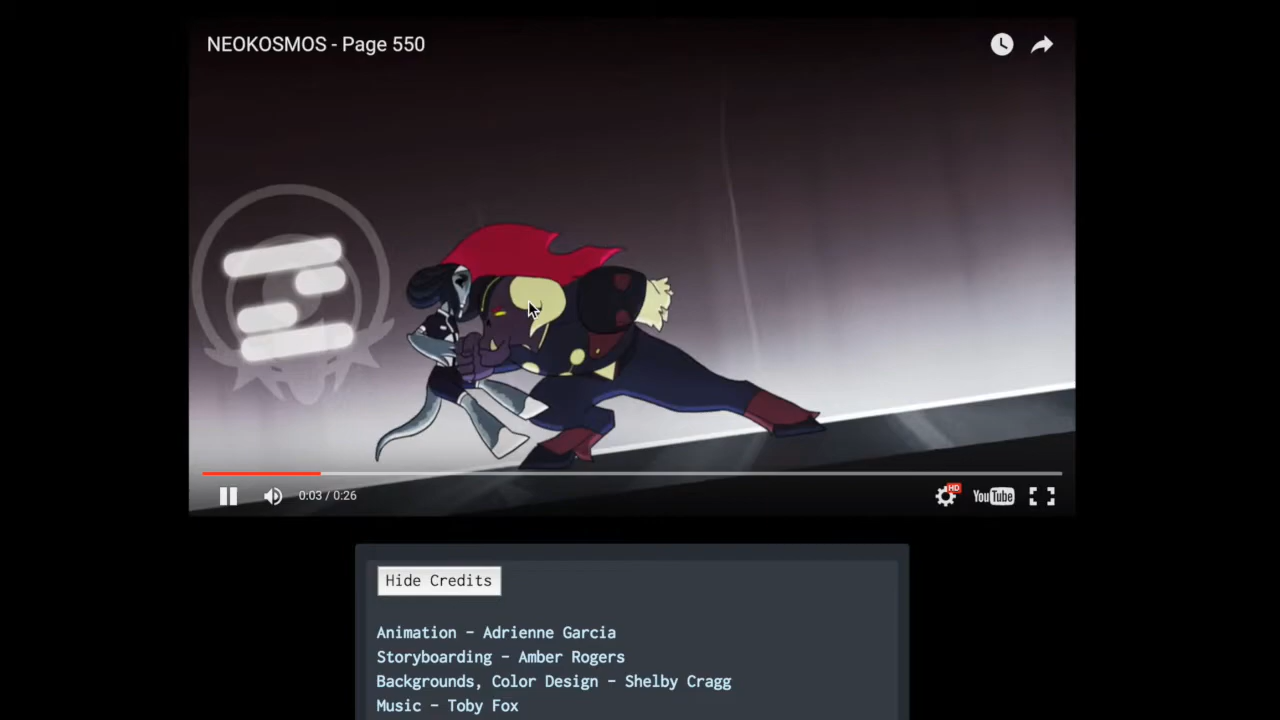 NEOKOSMOS - Page 550
0:03 / 0:26
HD
YouTube
Hide Credits
Animation - Adrienne Garcia
Storyboarding - Amber Rogers
Backgrounds, Color Design - Shelby Cragg
Music - Toby Fox